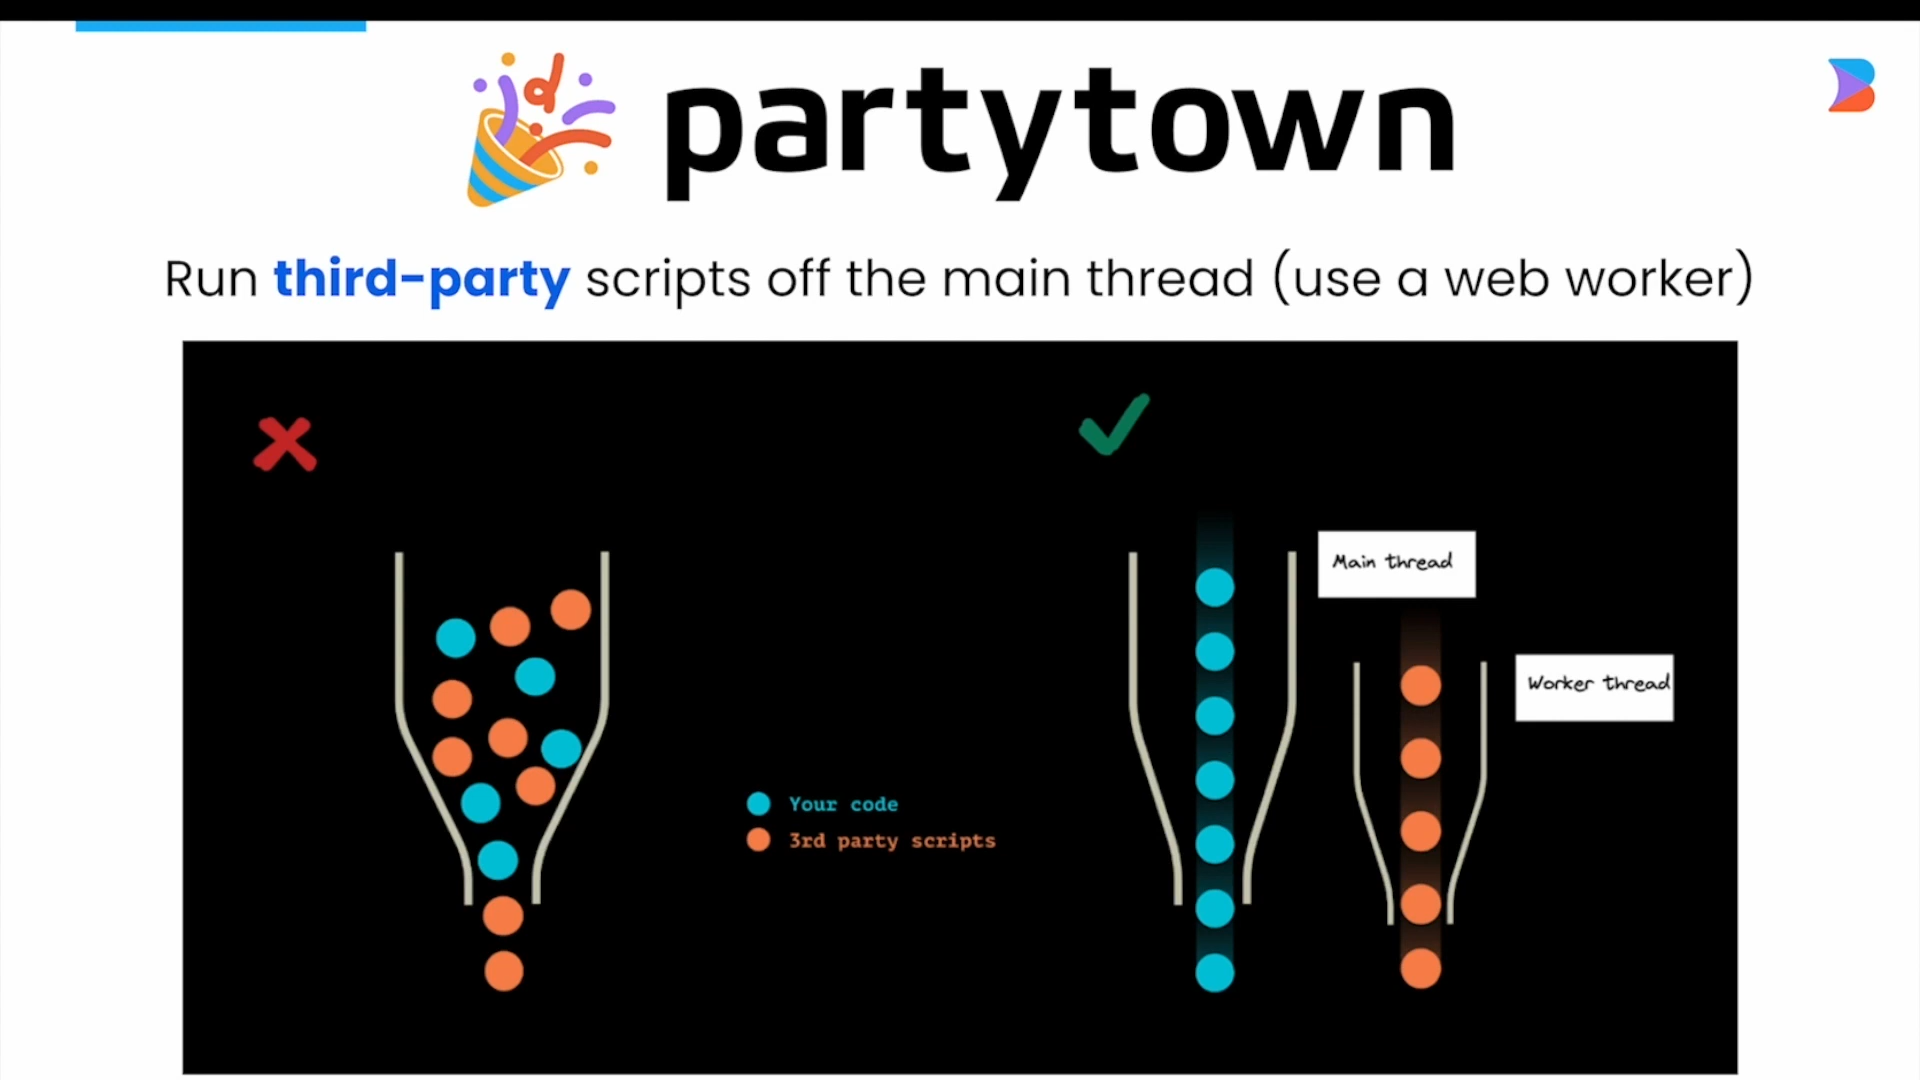 partytown
Run third-party scripts off the main thread (use a web worker)
Main thread
Worker thread
Your code
3rd party scripts